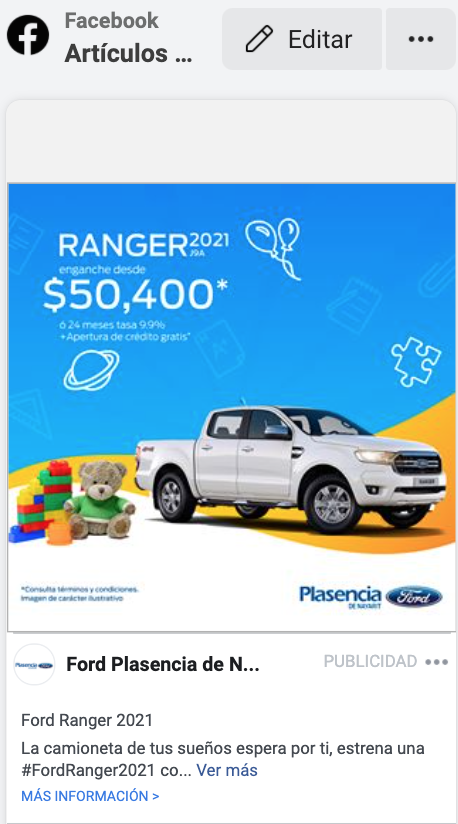 Facebook
Artículos ...
Editar
RANGER 2021
J9A
enganche desde
$50,400*
ó 24 meses tasa 9.9%
+Apertura de crédito gratis*
*Consulta términos y condiciones.
Imagen de carácter ilustrativo
Plasencia
DE NAYARIT
Ford
Ford Plasencia de N...
PUBLICIDAD
Ford Ranger 2021
La camioneta de tus sueños espera por ti, estrena una
#FordRanger2021 co... Ver más
MÁS INFORMACIÓN >